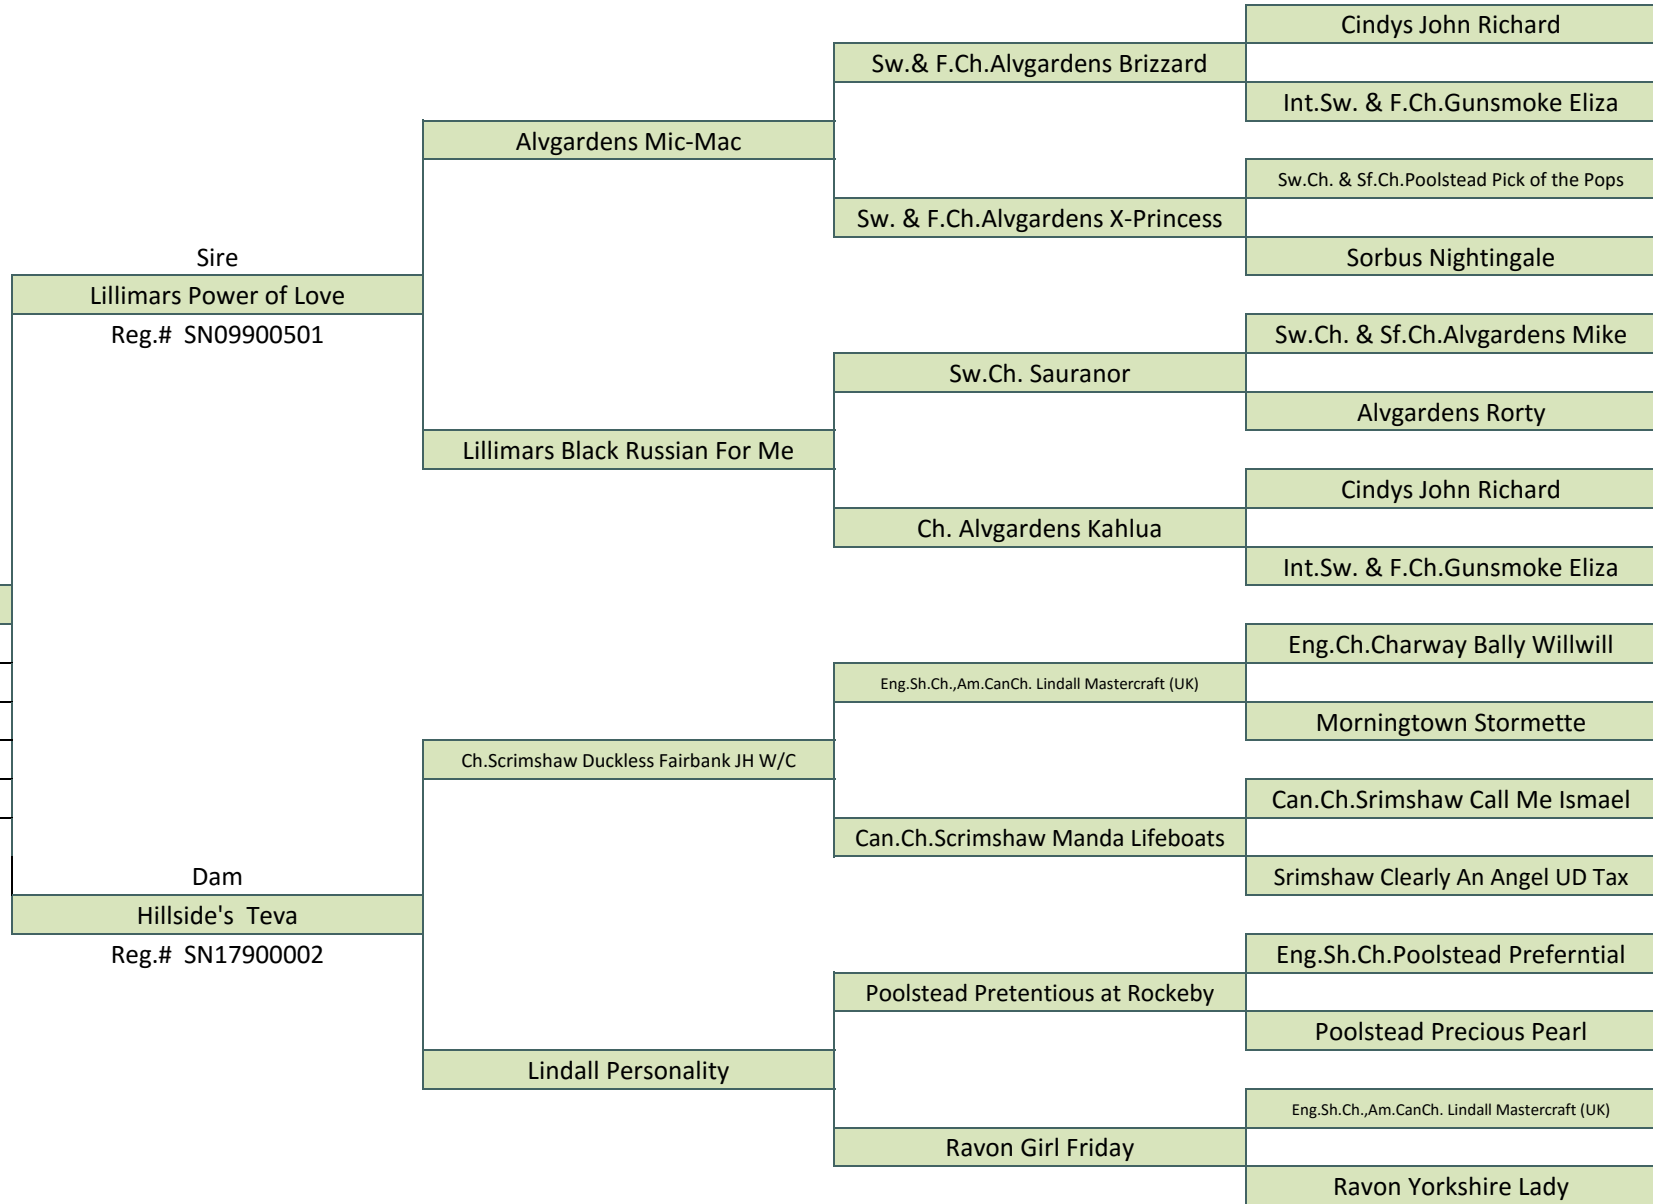 Cindys John Richard
Sw.& F.Ch.Alvgardens Brizzard
Int.Sw. & F.Ch.Gunsmoke Eliza
Alvgardens Mic-Mac
Sw.Ch. & Sf.Ch.Poolstead Pick of the Pops
Sw. & F.Ch.Alvgardens X-Princess
Sire
Sorbus Nightingale
Lillimars Power of Love
Reg.# SN09900501
Sw.Ch. & Sf.Ch.Alvgardens Mike
Sw.Ch. Sauranor
Alvgardens Rorty
Lillimars Black Russian For Me
Cindys John Richard
Ch. Alvgardens Kahlua
Int.Sw. & F.Ch.Gunsmoke Eliza
Eng.Ch.Charway Bally Willwill
Eng.Sh.Ch.,Am.CanCh. Lindall Mastercraft (UK)
Morningtown Stormette
Ch.Scrimshaw Duckless Fairbank JH W/C
Can.Ch.Srimshaw Call Me Ismael
Can.Ch.Scrimshaw Manda Lifeboats
Dam
Srimshaw Clearly An Angel UD Tax
Hillside's  Teva
Reg.# SN17900002
Eng.Sh.Ch.Poolstead Preferntial
Poolstead Pretentious at Rockeby
Poolstead Precious Pearl
Lindall Personality
Eng.Sh.Ch.,Am.CanCh. Lindall Mastercraft (UK)
Ravon Girl Friday
Ravon Yorkshire Lady